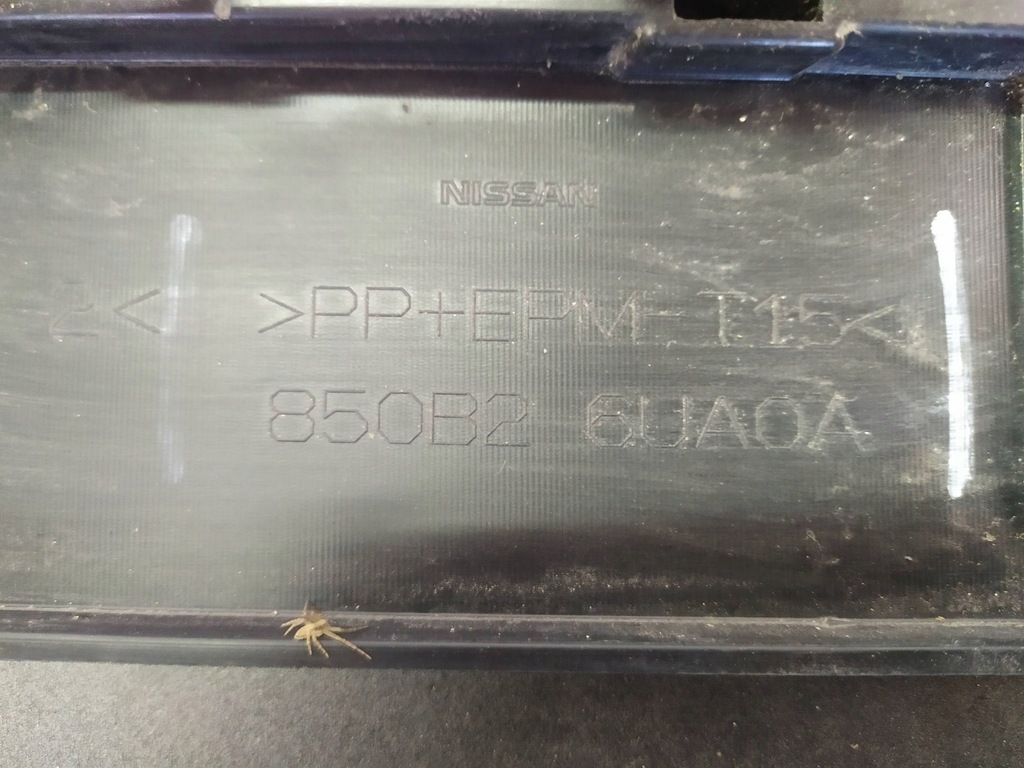 NISSAN
>PP+EPM-T15<
850B2 6UA0A